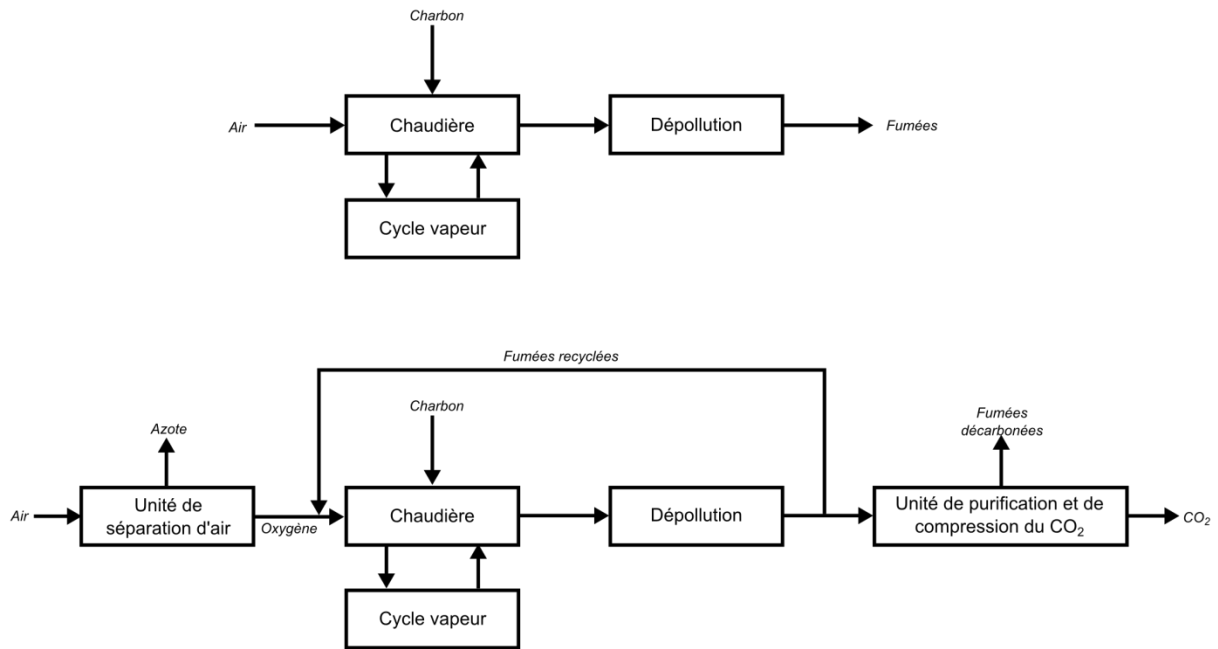 Charbon
Air
Chaudière
Dépollution
Fumées
Cycle vapeur
Fumées recyclées
Charbon
Azote
Fumées
décarbonées
Air
Unité de
séparation d'air
Oxygène
Chaudière
Dépollution
Unité de purification et de
compression du CO₂
CO₂
Cycle vapeur